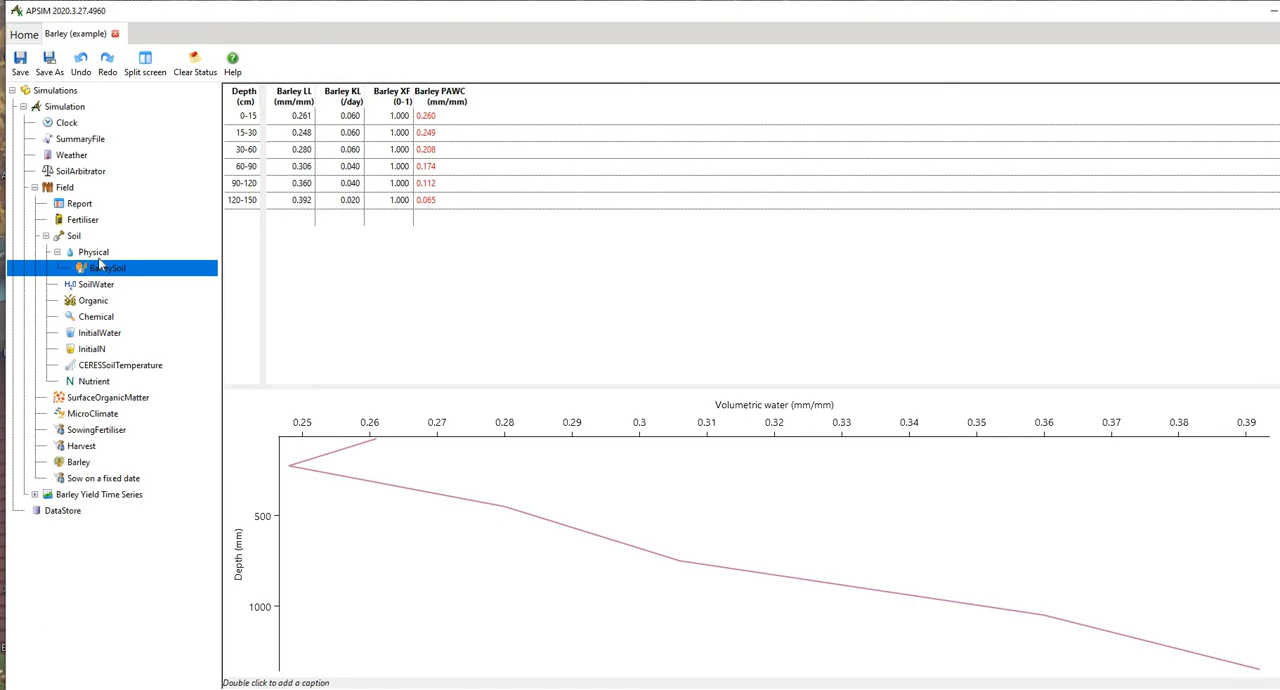 APSIM 2020.3.27.4960
Home Barley (example)
Save Save As Undo Redo Split screen Clear Status Help
Simulations
Simulation
Clock
SummaryFile
Weather
SoilArbitrator
Field
Report
Fertiliser
Soil
Physical
BarleySoil
SoilWater
Organic
Chemical
InitialWater
InitialN
CERESSoilTemperature
Nutrient
SurfaceOrganicMatter
MicroClimate
SowingFertiliser
Harvest
Barley
Sow on a fixed date
Barley Yield Time Series
DataStore
Depth Barley LL Barley KL Barley XF Barley PAWC
(cm) (mm/mm) (/day) (0-1) (mm/mm)
0-15 0.261 0.060 1.000 0.260
15-30 0.248 0.060 1.000 0.249
30-60 0.280 0.060 1.000 0.208
60-90 0.306 0.040 1.000 0.174
90-120 0.360 0.040 1.000 0.112
120-150 0.392 0.020 1.000 0.065
Volumetric water (mm/mm)
0.25 0.26 0.27 0.28 0.29 0.3 0.31 0.32 0.33 0.34 0.35 0.36 0.37 0.38 0.39
500
Depth (mm)
1000
Double click to add a caption